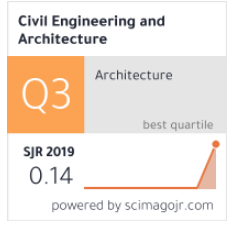 Civil Engineering and
Architecture
Q3
Architecture
best quartile
SJR 2019
0.14
powered by scimagojr.com